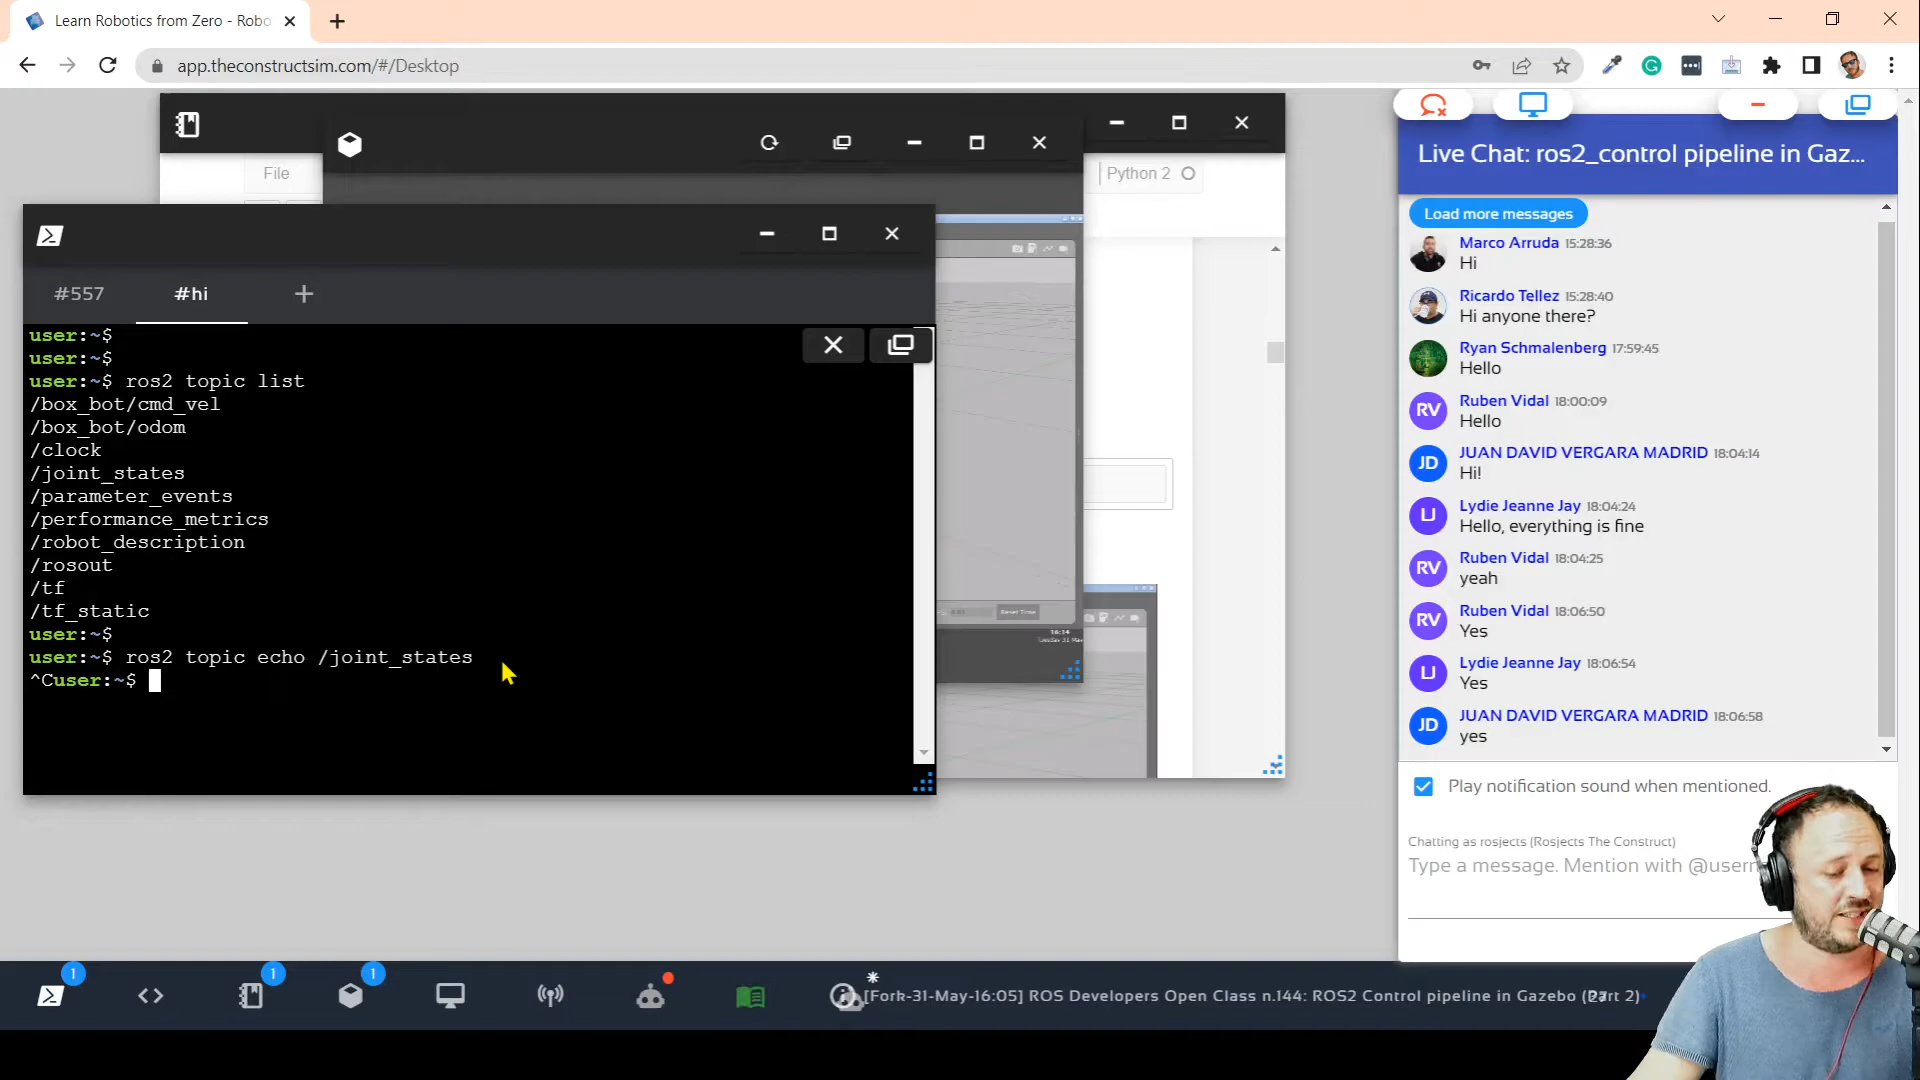 Learn Robotics from Zero - Robo
app.theconstructsim.com/#/Desktop
File
Python 2
#557
#hi
user:~$
user:~$
user:~$ ros2 topic list
/box_bot/cmd_vel
/box_bot/odom
/clock
/joint_states
/parameter_events
/performance_metrics
/robot_description
/rosout
/tf
/tf_static
user:~$
user:~$ ros2 topic echo /joint_states
^Cuser:~$
Reset Time
16:14
Live Chat: ros2_control pipeline in Gaz...
Load more messages
Marco Arruda 15:28:36
Hi
Ricardo Tellez 15:28:40
Hi anyone there?
Ryan Schmalenberg 17:59:45
Hello
RV
Ruben Vidal 18:00:09
Hello
JD
JUAN DAVID VERGARA MADRID 18:04:14
Hi!
LJ
Lydie Jeanne Jay 18:04:24
Hello, everything is fine
RV
Ruben Vidal 18:04:25
yeah
RV
Ruben Vidal 18:06:50
Yes
LJ
Lydie Jeanne Jay 18:06:54
Yes
JD
JUAN DAVID VERGARA MADRID 18:06:58
yes
Play notification sound when mentioned.
Chatting as rosjects (Rosjects The Construct)
Type a message. Mention with @usern
1
1
1
[Fork-31-May-16:05] ROS Developers Open Class n.144: ROS2 Control pipeline in Gazebo (Part 2)